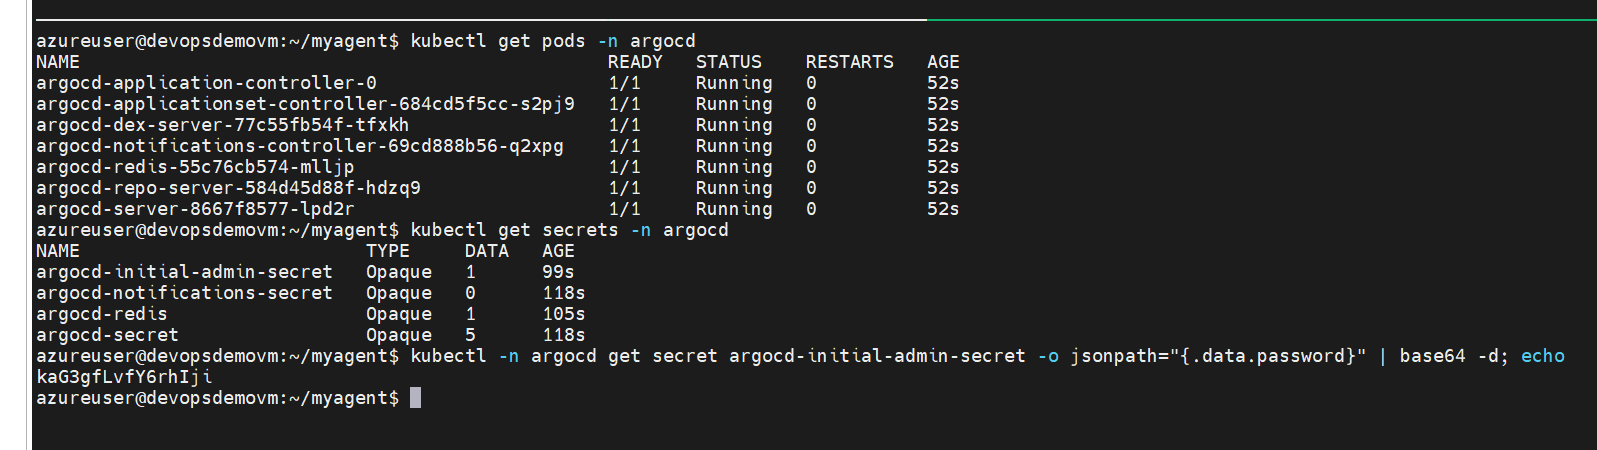 azureuser@devopsdemovm:~/myagent$ kubectl get pods -n argocd
NAME READY STATUS RESTARTS AGE
argocd-application-controller-0 1/1 Running 0 52s
argocd-applicationset-controller-684cd5f5cc-s2pj9 1/1 Running 0 52s
argocd-dex-server-77c55fb54f-tfxkh 1/1 Running 0 52s
argocd-notifications-controller-69cd888b56-q2xpg 1/1 Running 0 52s
argocd-redis-55c76cb574-mlljp 1/1 Running 0 52s
argocd-repo-server-584d45d88f-hdzq9 1/1 Running 0 52s
argocd-server-8667f8577-lpd2r 1/1 Running 0 52s
azureuser@devopsdemovm:~/myagent$ kubectl get secrets -n argocd
NAME TYPE DATA AGE
argocd-initial-admin-secret Opaque 1 99s
argocd-notifications-secret Opaque 0 118s
argocd-redis Opaque 1 105s
argocd-secret Opaque 5 118s
azureuser@devopsdemovm:~/myagent$ kubectl -n argocd get secret argocd-initial-admin-secret -o jsonpath="{.data.password}" | base64 -d; echo
kaG3gfLvfY6rhIji
azureuser@devopsdemovm:~/myagent$